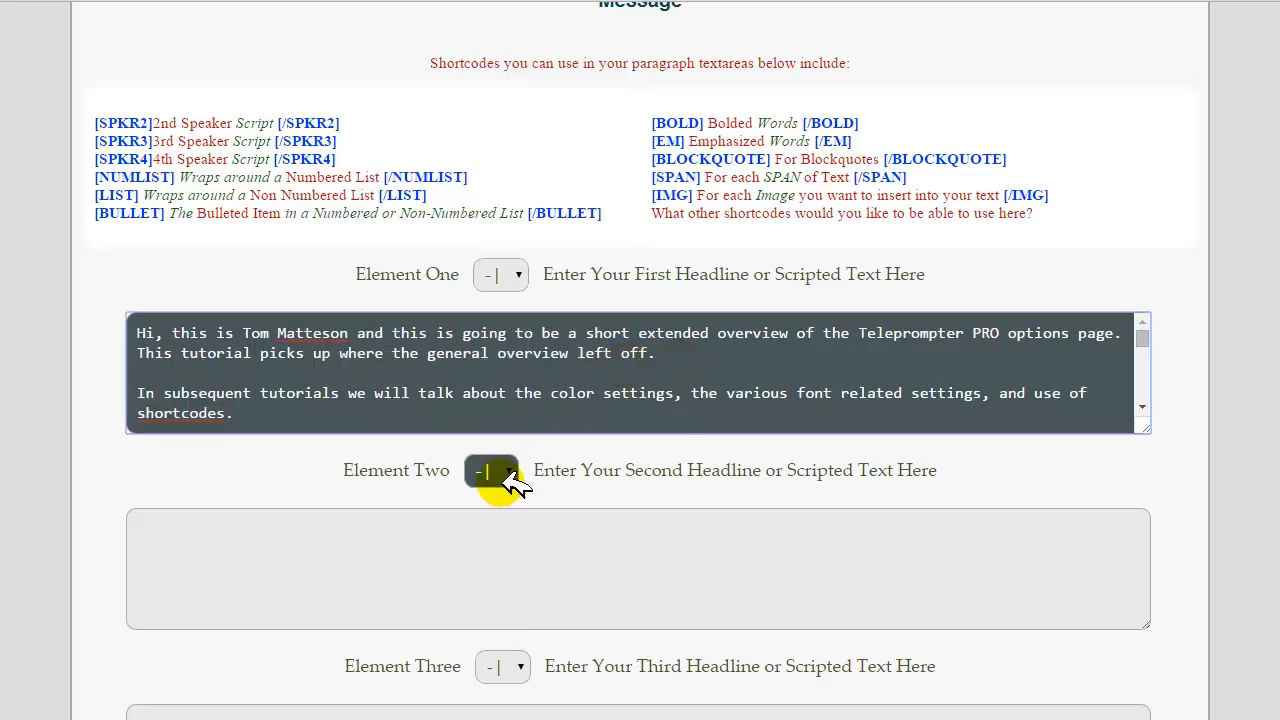 Message
Shortcodes you can use in your paragraph textareas below include:
[SPKR2]2nd Speaker Script [/SPKR2]
[SPKR3]3rd Speaker Script [/SPKR3]
[SPKR4]4th Speaker Script [/SPKR4]
[NUMLIST] Wraps around a Numbered List [/NUMLIST]
[LIST] Wraps around a Non Numbered List [/LIST]
[BULLET] The Bulleted Item in a Numbered or Non-Numbered List [/BULLET]
[BOLD] Bolded Words [/BOLD]
[EM] Emphasized Words [/EM]
[BLOCKQUOTE] For Blockquotes [/BLOCKQUOTE]
[SPAN] For each SPAN of Text [/SPAN]
[IMG] For each Image you want to insert into your text [/IMG]
What other shortcodes would you like to be able to use here?
Element One -| Enter Your First Headline or Scripted Text Here
Hi, this is Tom Matteson and this is going to be a short extended overview of the Teleprompter PRO options page.
This tutorial picks up where the general overview left off.
In subsequent tutorials we will talk about the color settings, the various font related settings, and use of
shortcodes.
Element Two -| Enter Your Second Headline or Scripted Text Here
Element Three -| Enter Your Third Headline or Scripted Text Here